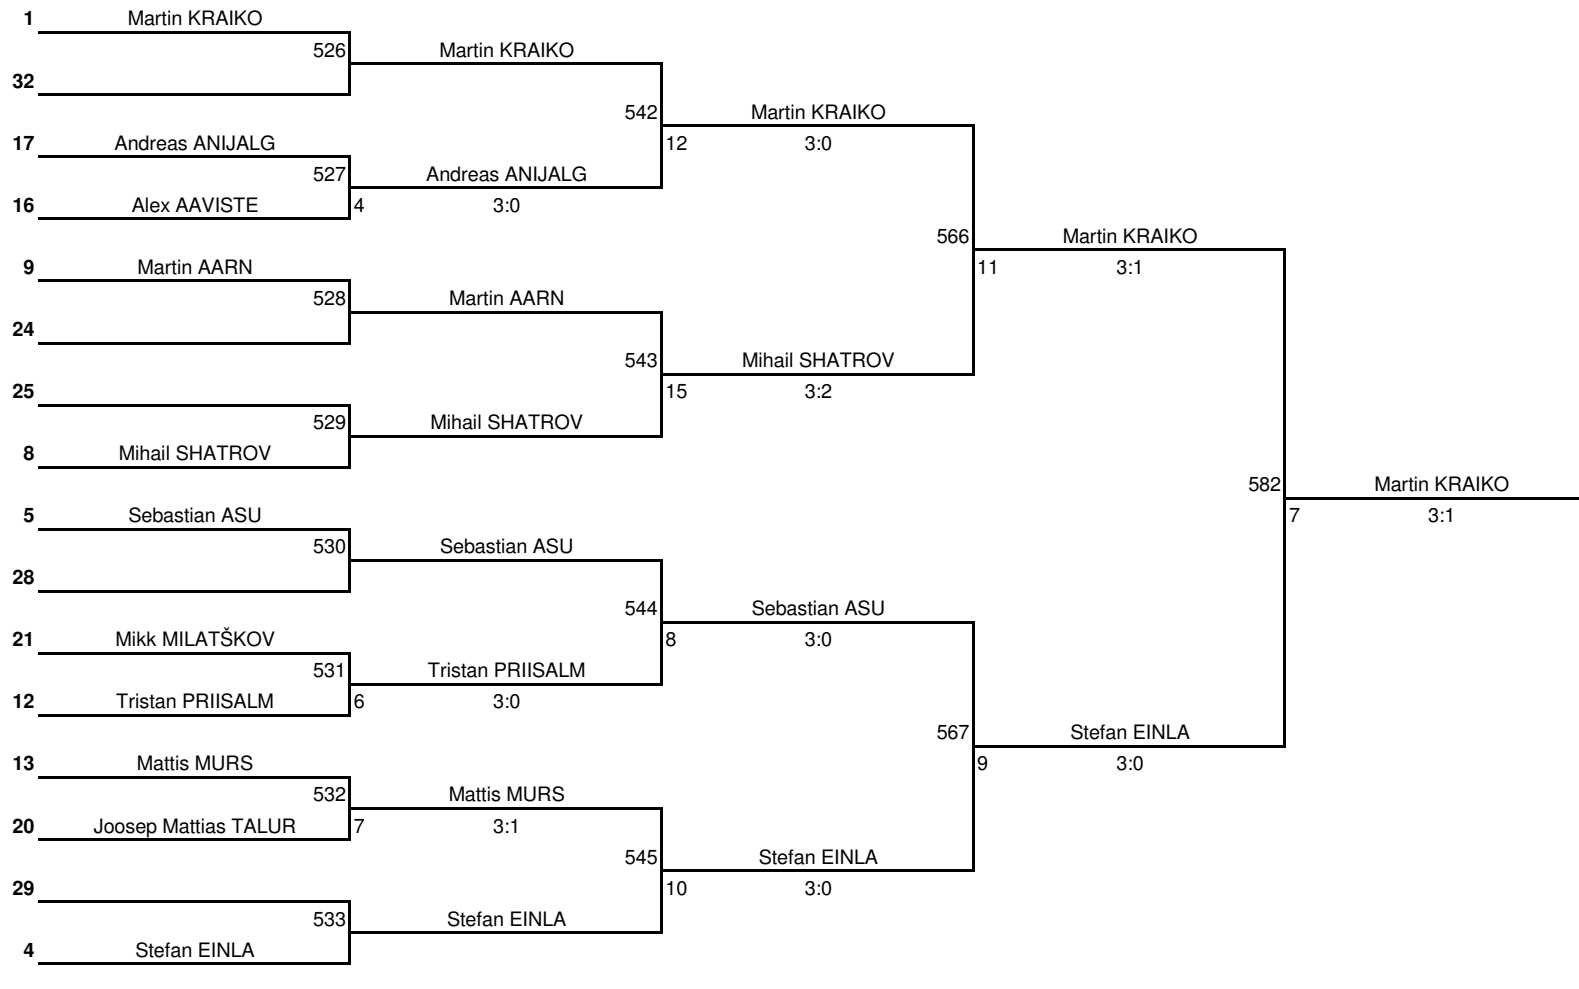 1 Martin KRAIKO
526 Martin KRAIKO
32
542 Martin KRAIKO
17 Andreas ANIJALG 12 3:0
527 Andreas ANIJALG
16 Alex AAVISTE 4 3:0
566 Martin KRAIKO
9 Martin AARN 11 3:1
528 Martin AARN
24
543 Mihail SHATROV
25 15 3:2
529 Mihail SHATROV
8 Mihail SHATROV
582 Martin KRAIKO
5 Sebastian ASU 7 3:1
530 Sebastian ASU
28
544 Sebastian ASU
21 Mikk MILATŠKOV 8 3:0
531 Tristan PRIISALM
12 Tristan PRIISALM 6 3:0
567 Stefan EINLA
13 Mattis MURS 9 3:0
532 Mattis MURS
20 Joosep Mattias TALUR 7 3:1
545 Stefan EINLA
29 10 3:0
533 Stefan EINLA
4 Stefan EINLA